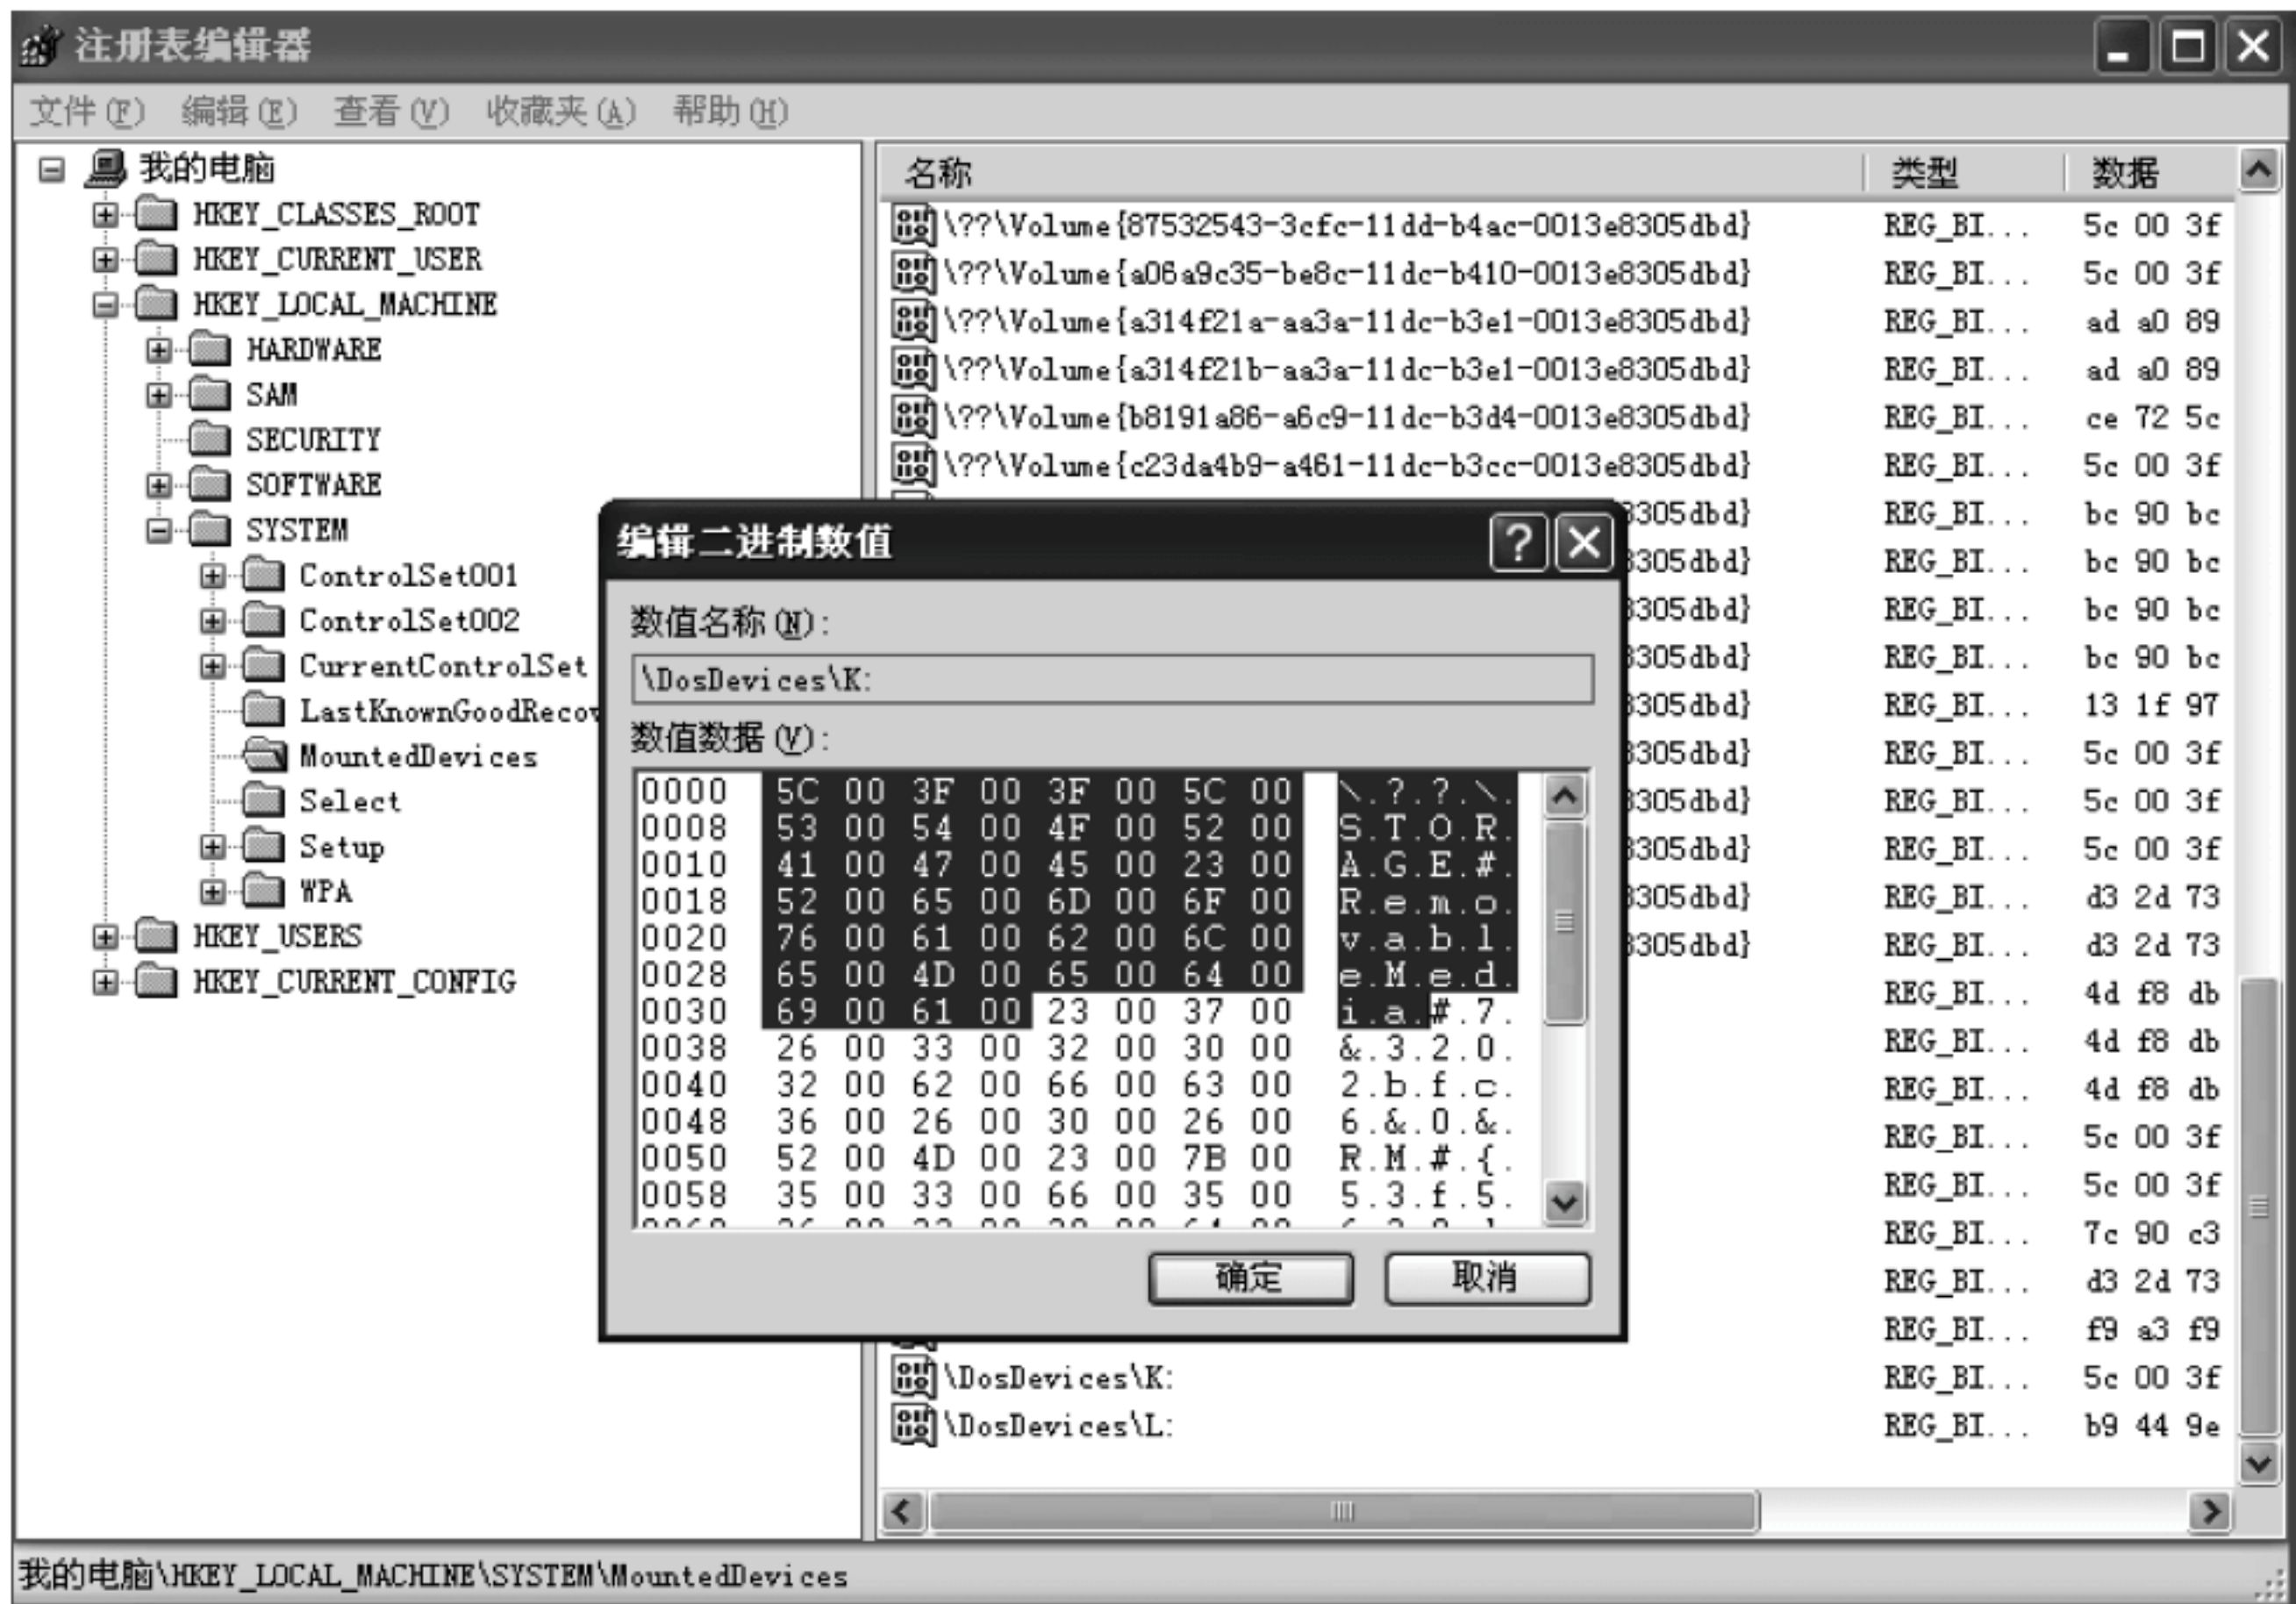 注册表编辑器
文件(F) 编辑(E) 查看(V) 收藏夹(A) 帮助(H)
我的电脑
HKEY_CLASSES_ROOT
HKEY_CURRENT_USER
HKEY_LOCAL_MACHINE
HARDWARE
SAM
SECURITY
SOFTWARE
SYSTEM
ControlSet001
ControlSet002
CurrentControlSet
LastKnownGoodRecov
MountedDevices
Select
Setup
WPA
HKEY_USERS
HKEY_CURRENT_CONFIG
名称 类型 数据
\??\Volume{87532543-3cfc-11dd-b4ac-0013e8305dbd} REG_BI... 5c 00 3f
\??\Volume{a06a9c35-be8c-11dc-b410-0013e8305dbd} REG_BI... 5c 00 3f
\??\Volume{a314f21a-aa3a-11dc-b3e1-0013e8305dbd} REG_BI... ad a0 89
\??\Volume{a314f21b-aa3a-11dc-b3e1-0013e8305dbd} REG_BI... ad a0 89
\??\Volume{b8191a86-a6c9-11dc-b3d4-0013e8305dbd} REG_BI... ce 72 5c
\??\Volume{c23da4b9-a461-11dc-b3cc-0013e8305dbd} REG_BI... 5c 00 3f
8305dbd} REG_BI... bc 90 bc
8305dbd} REG_BI... bc 90 bc
8305dbd} REG_BI... bc 90 bc
8305dbd} REG_BI... bc 90 bc
8305dbd} REG_BI... 13 1f 97
8305dbd} REG_BI... 5c 00 3f
8305dbd} REG_BI... 5c 00 3f
8305dbd} REG_BI... 5c 00 3f
8305dbd} REG_BI... d3 2d 73
8305dbd} REG_BI... d3 2d 73
REG_BI... 4d f8 db
REG_BI... 4d f8 db
REG_BI... 4d f8 db
REG_BI... 5c 00 3f
REG_BI... 5c 00 3f
REG_BI... 7c 90 c3
REG_BI... d3 2d 73
REG_BI... f9 a3 f9
\DosDevices\K: REG_BI... 5c 00 3f
\DosDevices\L: REG_BI... b9 44 9e
编辑二进制数值
数值名称(N):
\DosDevices\K:
数值数据(V):
0000 5C 00 3F 00 3F 00 5C 00 \.?.?.\.
0008 53 00 54 00 4F 00 52 00 S.T.O.R.
0010 41 00 47 00 45 00 23 00 A.G.E.#.
0018 52 00 65 00 6D 00 6F 00 R.e.m.o.
0020 76 00 61 00 62 00 6C 00 v.a.b.l.
0028 65 00 4D 00 65 00 64 00 e.M.e.d.
0030 69 00 61 00 23 00 37 00 i.a.#.7.
0038 26 00 33 00 32 00 30 00 &.3.2.0.
0040 32 00 62 00 66 00 63 00 2.b.f.c.
0048 36 00 26 00 30 00 26 00 6.&.0.&.
0050 52 00 4D 00 23 00 7B 00 R.M.#.{.
0058 35 00 33 00 66 00 35 00 5.3.f.5.
确定 取消
我的电脑\HKEY_LOCAL_MACHINE\SYSTEM\MountedDevices